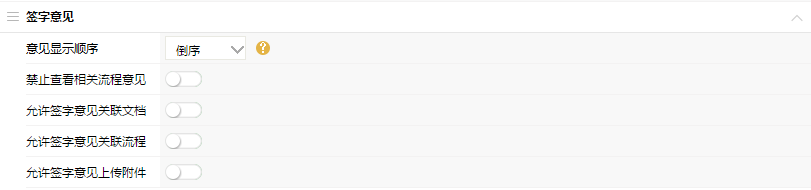 签字意见
意见显示顺序 倒序 ?
禁止查看相关流程意见
允许签字意见关联文档
允许签字意见关联流程
允许签字意见上传附件